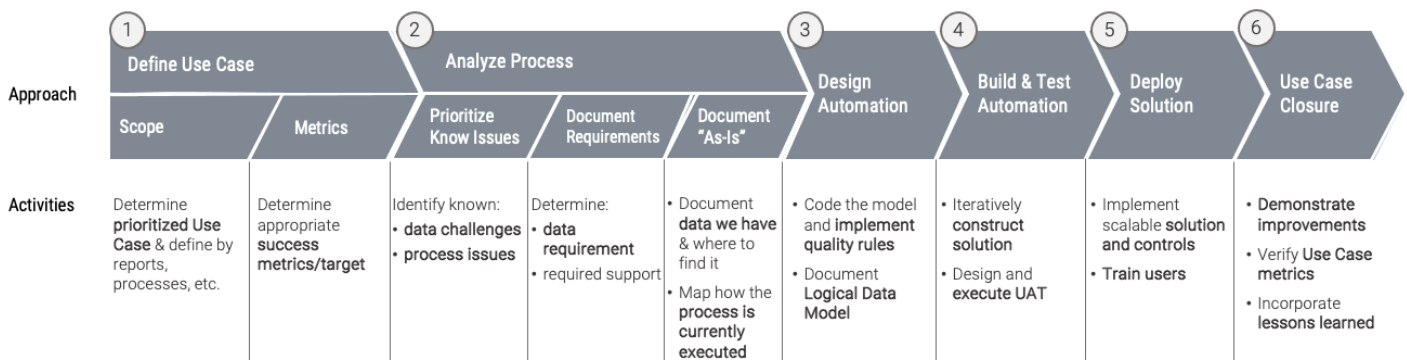 1
2
3
4
5
6
Approach
Define Use Case
Analyze Process
Design
Automation
Build & Test
Automation
Deploy
Solution
Use Case
Closure
Scope
Metrics
Prioritize
Know Issues
Document
Requirements
Document
"As-Is"
Activities
Determine
prioritized Use
Case & define by
reports,
processes, etc.
Determine
appropriate
success
metrics/target
Identify known:
• data challenges
• process issues
Determine:
• data
requirement
• required support
• Document
data we have
& where to
find it
• Map how the
process is
currently
executed
• Code the model
and implement
quality rules
• Document
Logical Data
Model
• Iteratively
construct
solution
• Design and
execute UAT
• Implement
scalable solution
and controls
• Train users
• Demonstrate
improvements
• Verify Use Case
metrics
• Incorporate
lessons learned